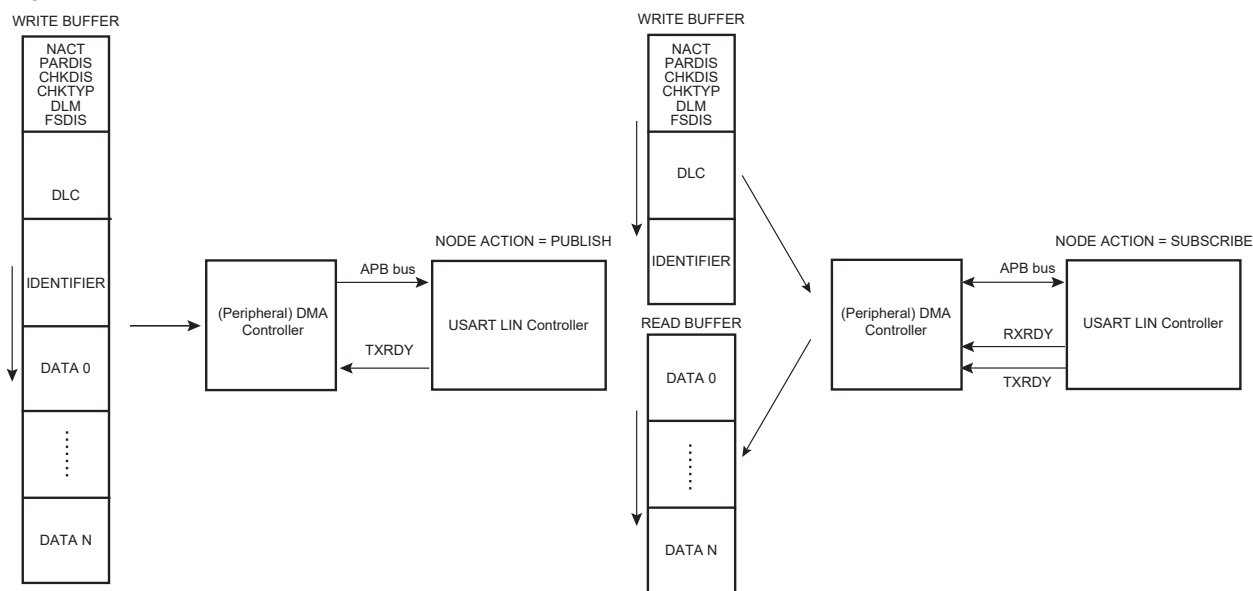 WRITE BUFFER
NACT
PARDIS
CHKDIS
CHKTYP
DLM
FSDIS
DLC
IDENTIFIER
DATA 0
DATA N
(Peripheral) DMA
Controller
APB bus
TXRDY
NODE ACTION = PUBLISH
USART LIN Controller
WRITE BUFFER
NACT
PARDIS
CHKDIS
CHKTYP
DLM
FSDIS
DLC
IDENTIFIER
READ BUFFER
DATA 0
DATA N
(Peripheral) DMA
Controller
APB bus
RXRDY
TXRDY
NODE ACTION = SUBSCRIBE
USART LIN Controller